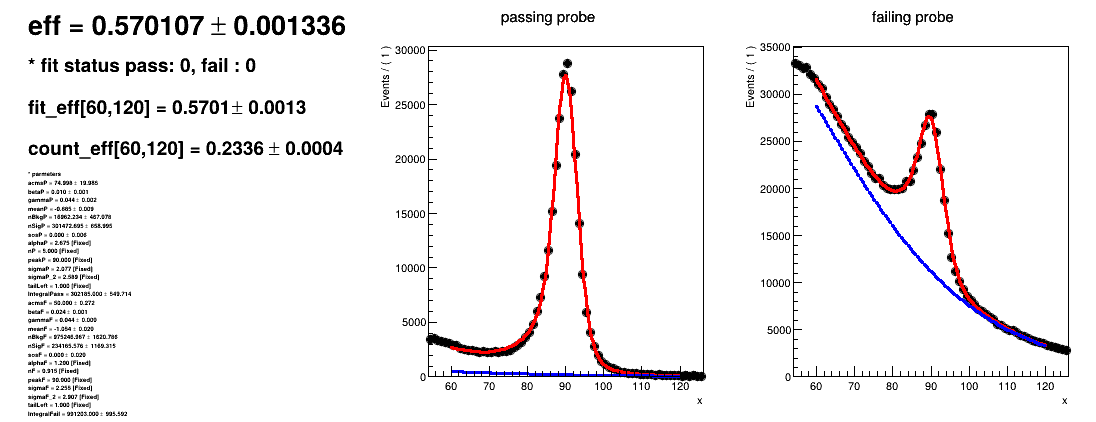 eff = 0.570107 ± 0.001336
* fit status pass: 0, fail : 0
fit_eff[60,120] = 0.5701± 0.0013
count_eff[60,120] = 0.2336 ± 0.0004
* parmeters
acmsP = 74.998 ± 19.985
betaP = 0.010 ± 0.001
gammaP = 0.044 ± 0.002
meanP = -0.665 ± 0.009
nBkgP = 16962.234 ± 467.078
nSigP = 301472.695 ± 658.995
sosP = 0.000 ± 0.006
alphaP = 2.675 [Fixed]
nP = 5.000 [Fixed]
peakP = 90.000 [Fixed]
sigmaP = 2.077 [Fixed]
sigmaP_2 = 2.589 [Fixed]
tailLeft = 1.000 [Fixed]
IntegralPass = 302185.000 ± 549.714
acmsF = 50.000 ± 0.272
betaF = 0.024 ± 0.001
gammaF = 0.044 ± 0.000
meanF = -1.054 ± 0.020
nBkgF = 975246.967 ± 1620.766
nSigF = 234165.576 ± 1169.315
sosF = 0.000 ± 0.020
alphaF = 1.200 [Fixed]
nF = 0.915 [Fixed]
peakF = 90.000 [Fixed]
sigmaF = 2.255 [Fixed]
sigmaF_2 = 2.907 [Fixed]
tailLeft = 1.000 [Fixed]
IntegralFail = 991203.000 ± 995.592
passing probe
Events / ( 1 )
30000
25000
20000
15000
10000
5000
0
60 70 80 90 100 110 120
x
failing probe
Events / ( 1 )
35000
30000
25000
20000
15000
10000
5000
0
60 70 80 90 100 110 120
x